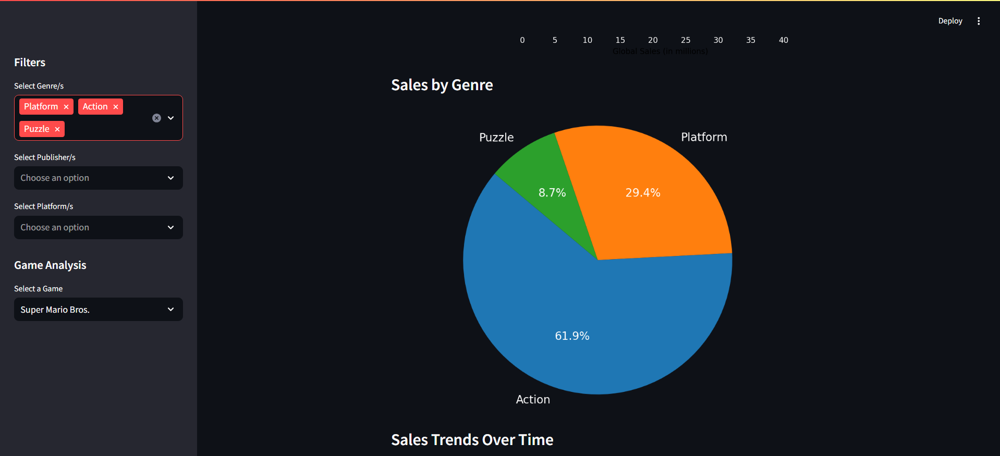 Deploy
Filters
Select Genre/s
Platform × Action ×
Puzzle ×
Select Publisher/s
Choose an option
Select Platform/s
Choose an option
Game Analysis
Select a Game
Super Mario Bros.
0 5 10 15 20 25 30 35 40
Global Sales (in millions)
Sales by Genre
Puzzle
Platform
8.7%
29.4%
61.9%
Action
Sales Trends Over Time